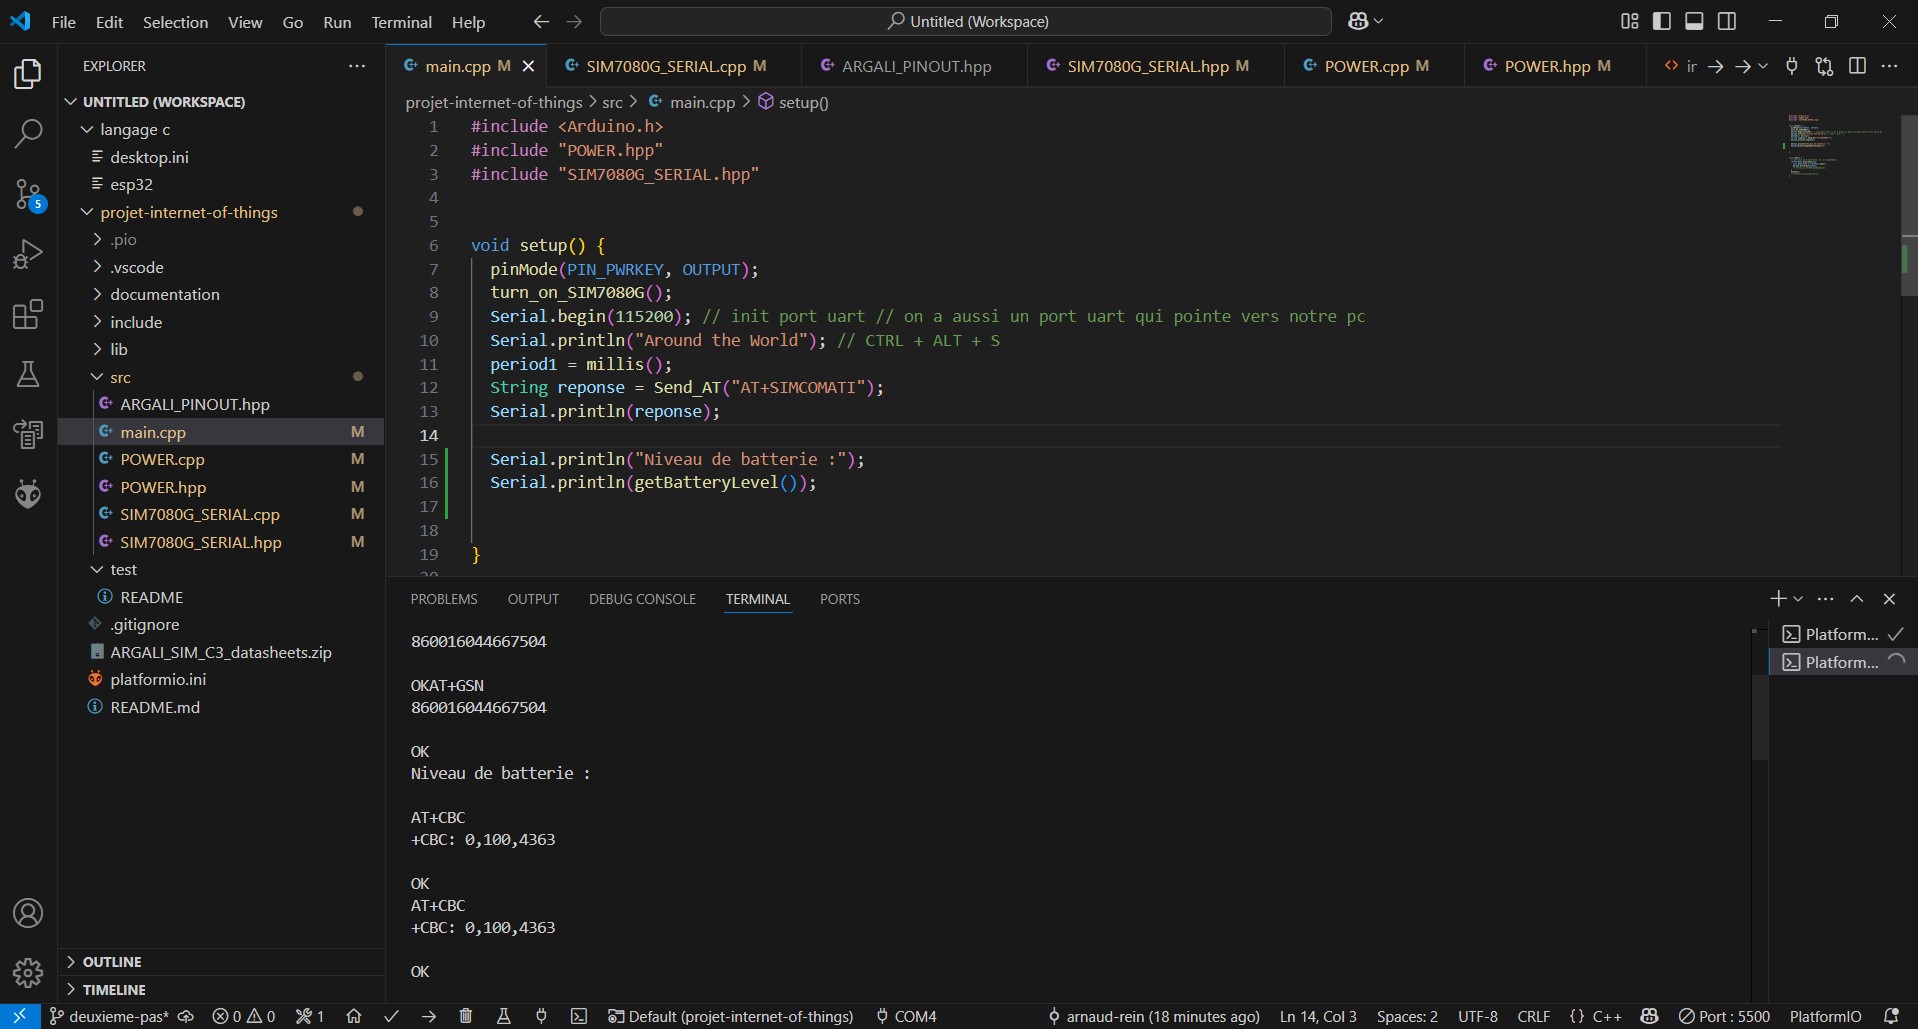 File Edit Selection View Go Run Terminal Help
Untitled (Workspace)
EXPLORER
UNTITLED (WORKSPACE)
langage c
desktop.ini
esp32
projet-internet-of-things
.pio
.vscode
documentation
include
lib
src
ARGALI_PINOUT.hpp
main.cpp M
POWER.cpp M
POWER.hpp M
SIM7080G_SERIAL.cpp M
SIM7080G_SERIAL.hpp M
test
README
.gitignore
ARGALI_SIM_C3_datasheets.zip
platformio.ini
README.md
OUTLINE
TIMELINE
5
main.cpp M SIM7080G_SERIAL.cpp M ARGALI_PINOUT.hpp SIM7080G_SERIAL.hpp M POWER.cpp M POWER.hpp M ir
projet-internet-of-things > src > main.cpp > setup()
1 #include <Arduino.h>
2 #include "POWER.hpp"
3 #include "SIM7080G_SERIAL.hpp"
4
5
6 void setup() {
7 pinMode(PIN_PWRKEY, OUTPUT);
8 turn_on_SIM7080G();
9 Serial.begin(115200); // init port uart // on a aussi un port uart qui pointe vers notre pc
10 Serial.println("Around the World"); // CTRL + ALT + S
11 period1 = millis();
12 String reponse = Send_AT("AT+SIMCOMATI");
13 Serial.println(reponse);
14
15 Serial.println("Niveau de batterie :");
16 Serial.println(getBatteryLevel());
17
18
19 }
PROBLEMS OUTPUT DEBUG CONSOLE TERMINAL PORTS
860016044667504
OKAT+GSN
860016044667504
OK
Niveau de batterie :
AT+CBC
+CBC: 0,100,4363
OK
AT+CBC
+CBC: 0,100,4363
OK
Platform...
Platform...
deuxieme-pas* 0 0 1 Default (projet-internet-of-things) COM4 arnaud-rein (18 minutes ago) Ln 14, Col 3 Spaces: 2 UTF-8 CRLF {} C++ Port : 5500 PlatformIO